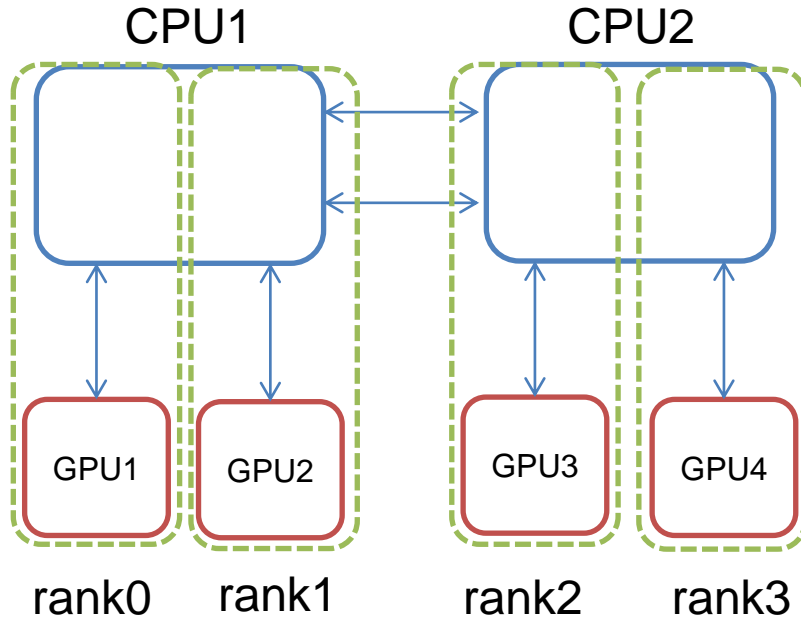 CPU1
CPU2
GPU1
GPU2
GPU3
GPU4
rank0
rank1
rank2
rank3